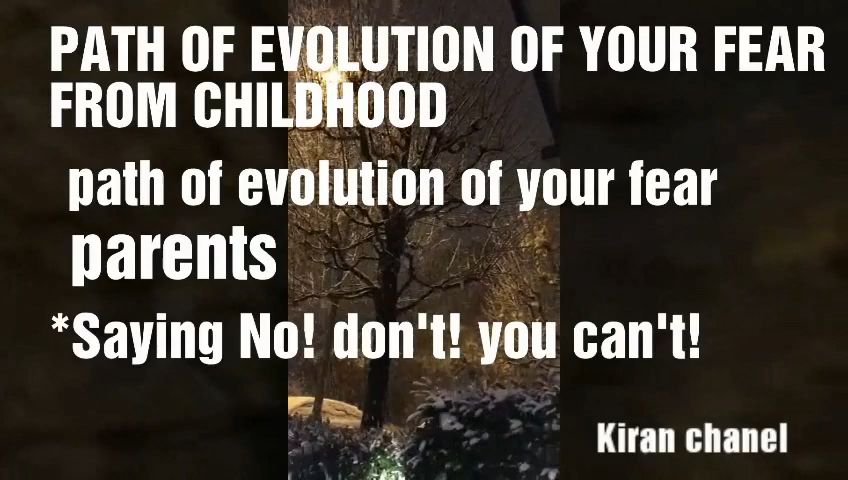 PATH OF EVOLUTION OF YOUR FEAR
FROM CHILDHOOD
path of evolution of your fear
parents
*Saying No! don't! you can't!
Kiran chanel